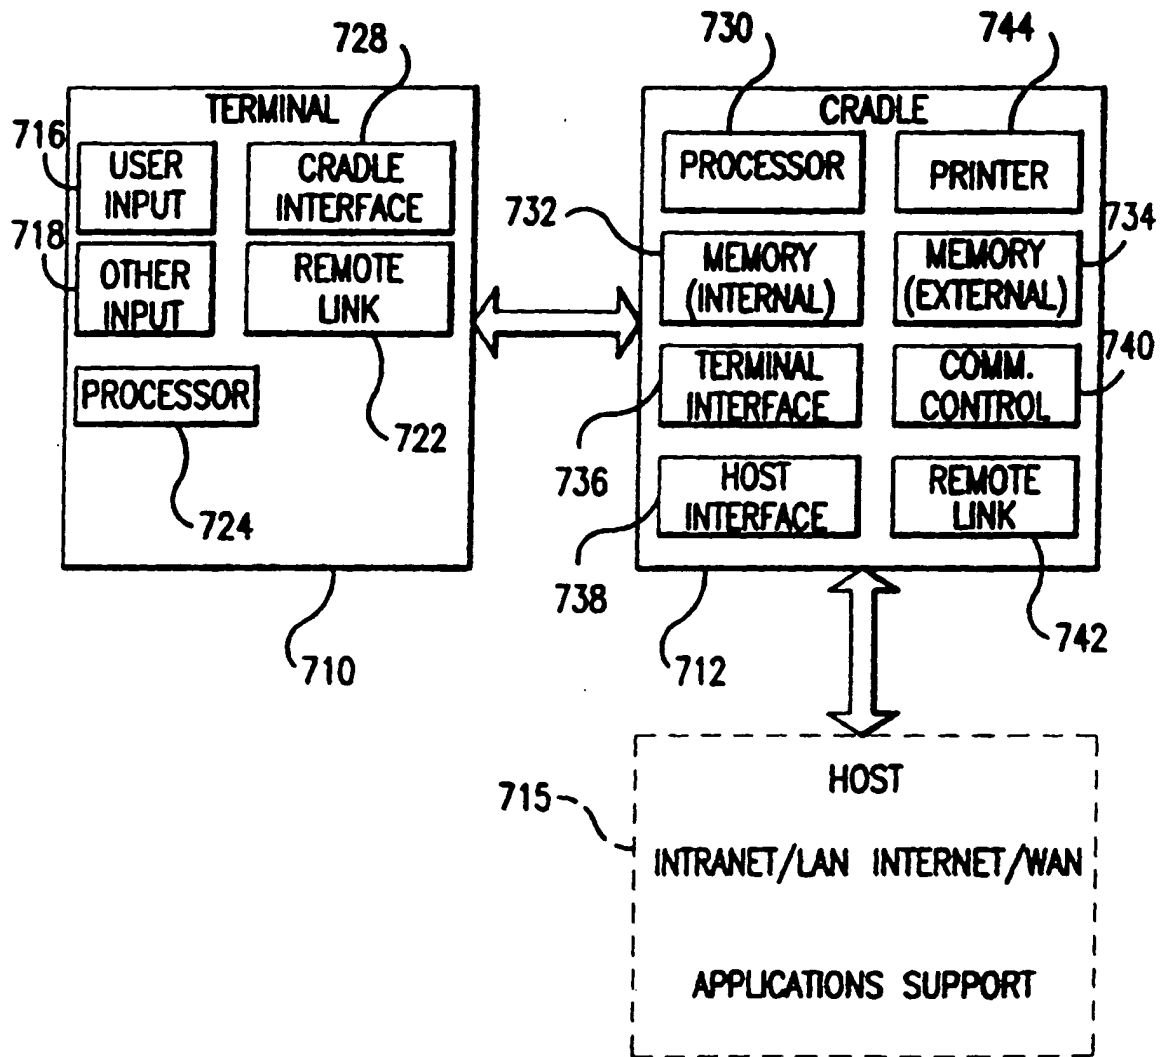 728
730
744
TERMINAL
CRADLE
716
USER
INPUT
CRADLE
INTERFACE
PROCESSOR
PRINTER
718
OTHER
INPUT
REMOTE
LINK
732
MEMORY
(INTERNAL)
MEMORY
(EXTERNAL)
734
PROCESSOR
TERMINAL
INTERFACE
COMM.
CONTROL
740
722
736
HOST
INTERFACE
REMOTE
LINK
724
738
742
710
712
HOST
715
INTRANET/LAN INTERNET/WAN
APPLICATIONS SUPPORT